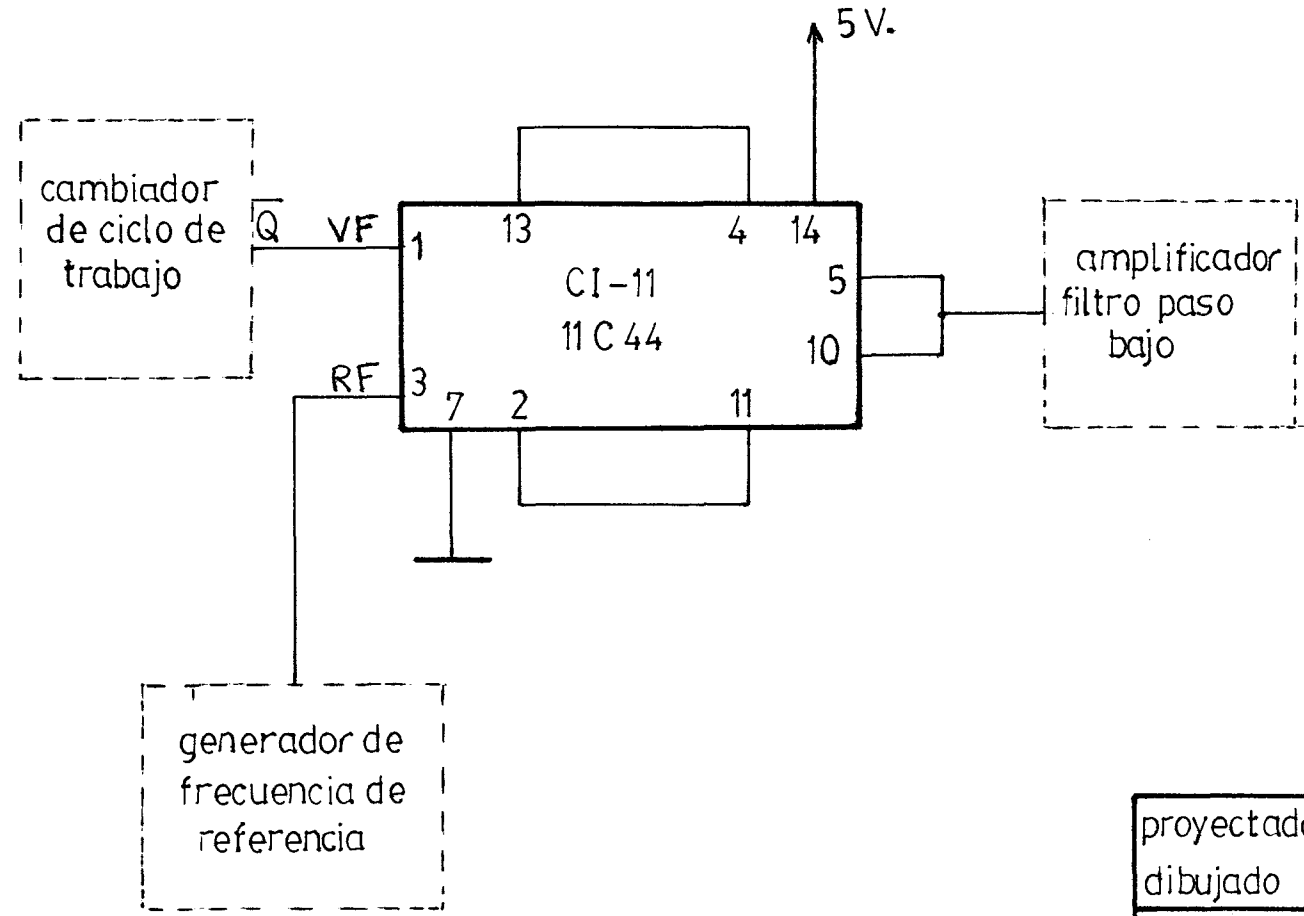 5 V.
cambiador
de ciclo de
trabajo
Q̅
VF
1
13
4
14
CI-11
11C44
5
10
amplificador
filtro paso
bajo
RF
3
7
2
11
generador de
frecuencia de
referencia
dibujado